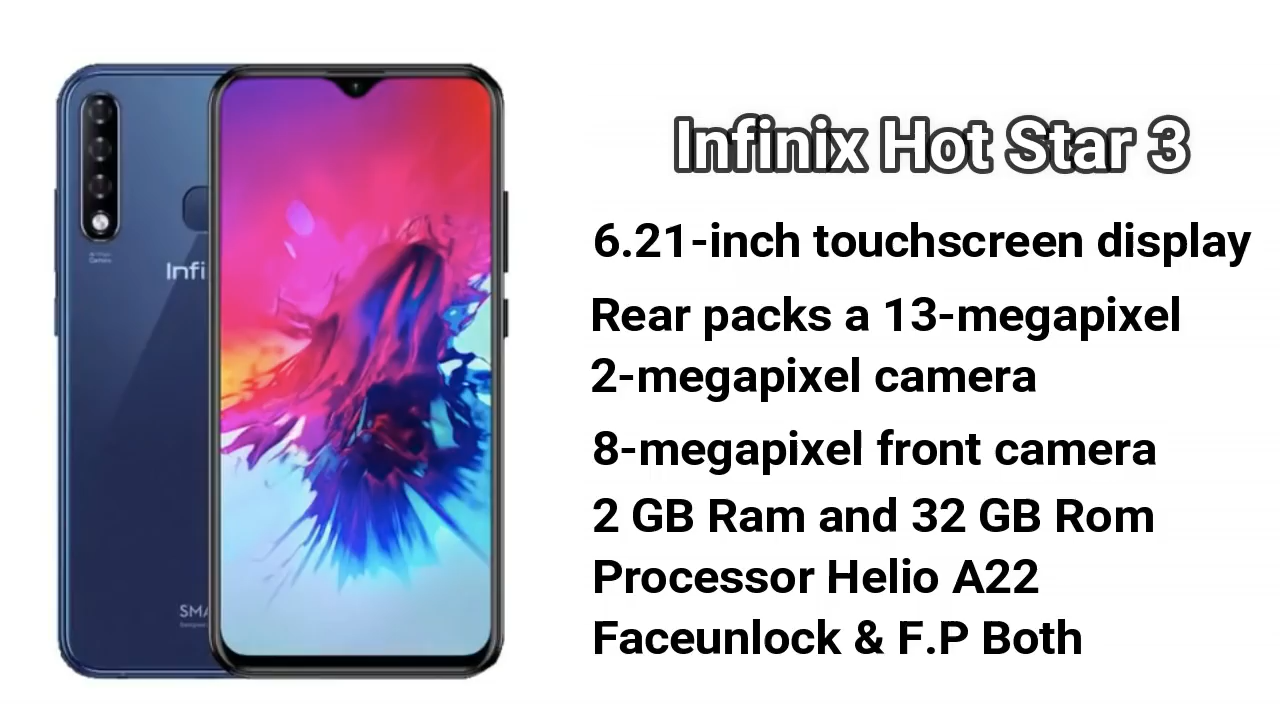 Infinix Hot Star 3
6.21-inch touchscreen display
Rear packs a 13-megapixel
2-megapixel camera
8-megapixel front camera
2 GB Ram and 32 GB Rom
Processor Helio A22
Faceunlock & F.P Both
Infi
SMA